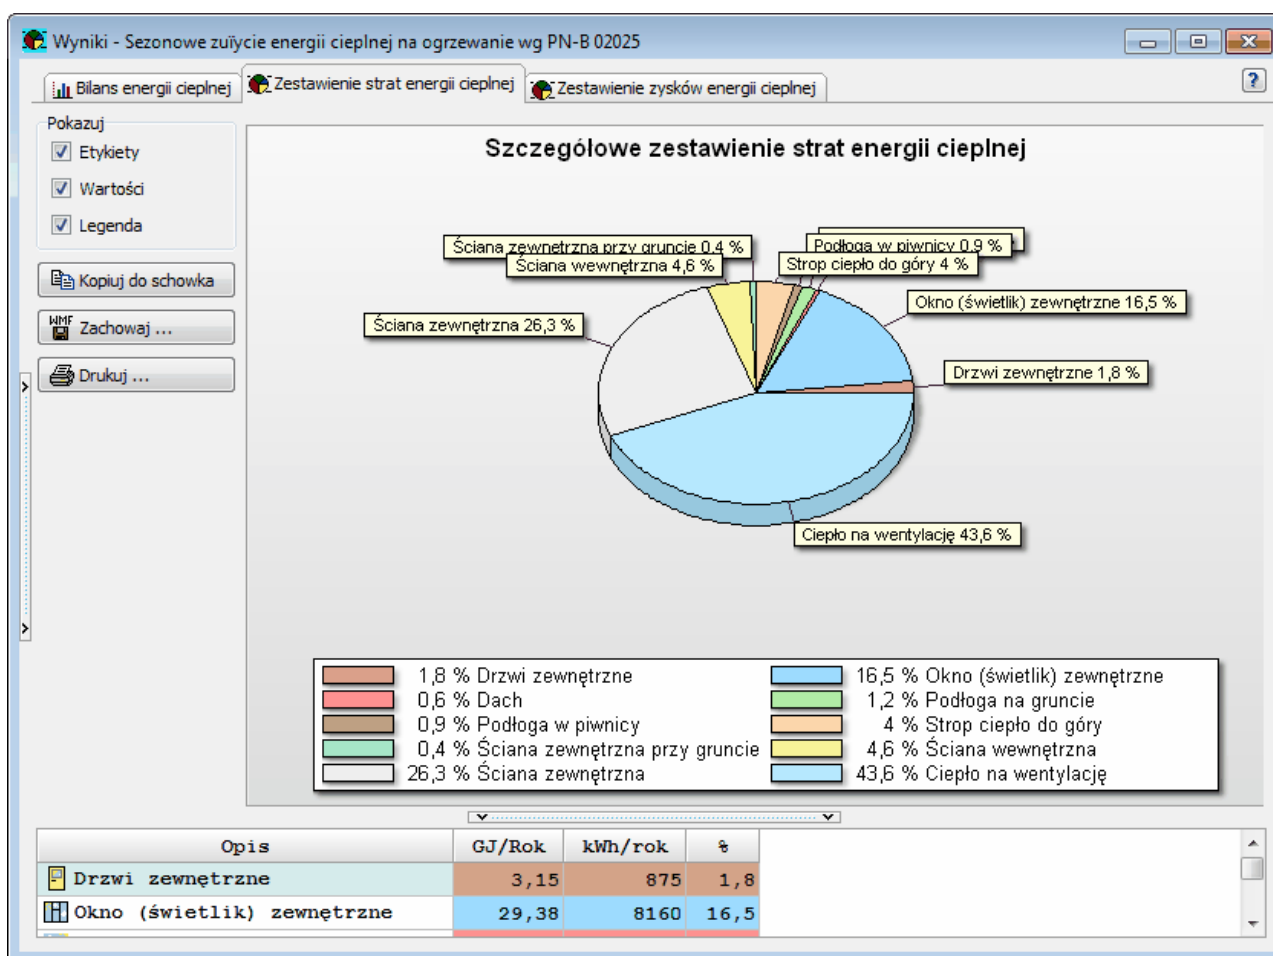 Wyniki - Sezonowe zuïycie energii cieplnej na ogrzewanie wg PN-B 02025
Bilans energii cieplnej
Zestawienie strat energii cieplnej
Zestawienie zysków energii cieplnej
?
Pokazuj
Etykiety
Wartości
Legenda
Kopiuj do schowka
WMF
Zachowaj ...
Drukuj ...
Szczegółowe zestawienie strat energii cieplnej
Ściana zewnętrzna przy gruncie 0,4 %
Podłoga w piwnicy 0,9 %
Ściana wewnętrzna 4,6 %
Strop ciepło do góry 4 %
Okno (świetlik) zewnętrzne 16,5 %
Ściana zewnętrzna 26,3 %
Drzwi zewnętrzne 1,8 %
Ciepło na wentylację 43,6 %
1,8 % Drzwi zewnętrzne
16,5 % Okno (świetlik) zewnętrzne
0,6 % Dach
1,2 % Podłoga na gruncie
0,9 % Podłoga w piwnicy
4 % Strop ciepło do góry
0,4 % Ściana zewnętrzna przy gruncie
4,6 % Ściana wewnętrzna
26,3 % Ściana zewnętrzna
43,6 % Ciepło na wentylację
Opis GJ/Rok kWh/rok %
Drzwi zewnętrzne 3,15 875 1,8
Okno (świetlik) zewnętrzne 29,38 8160 16,5